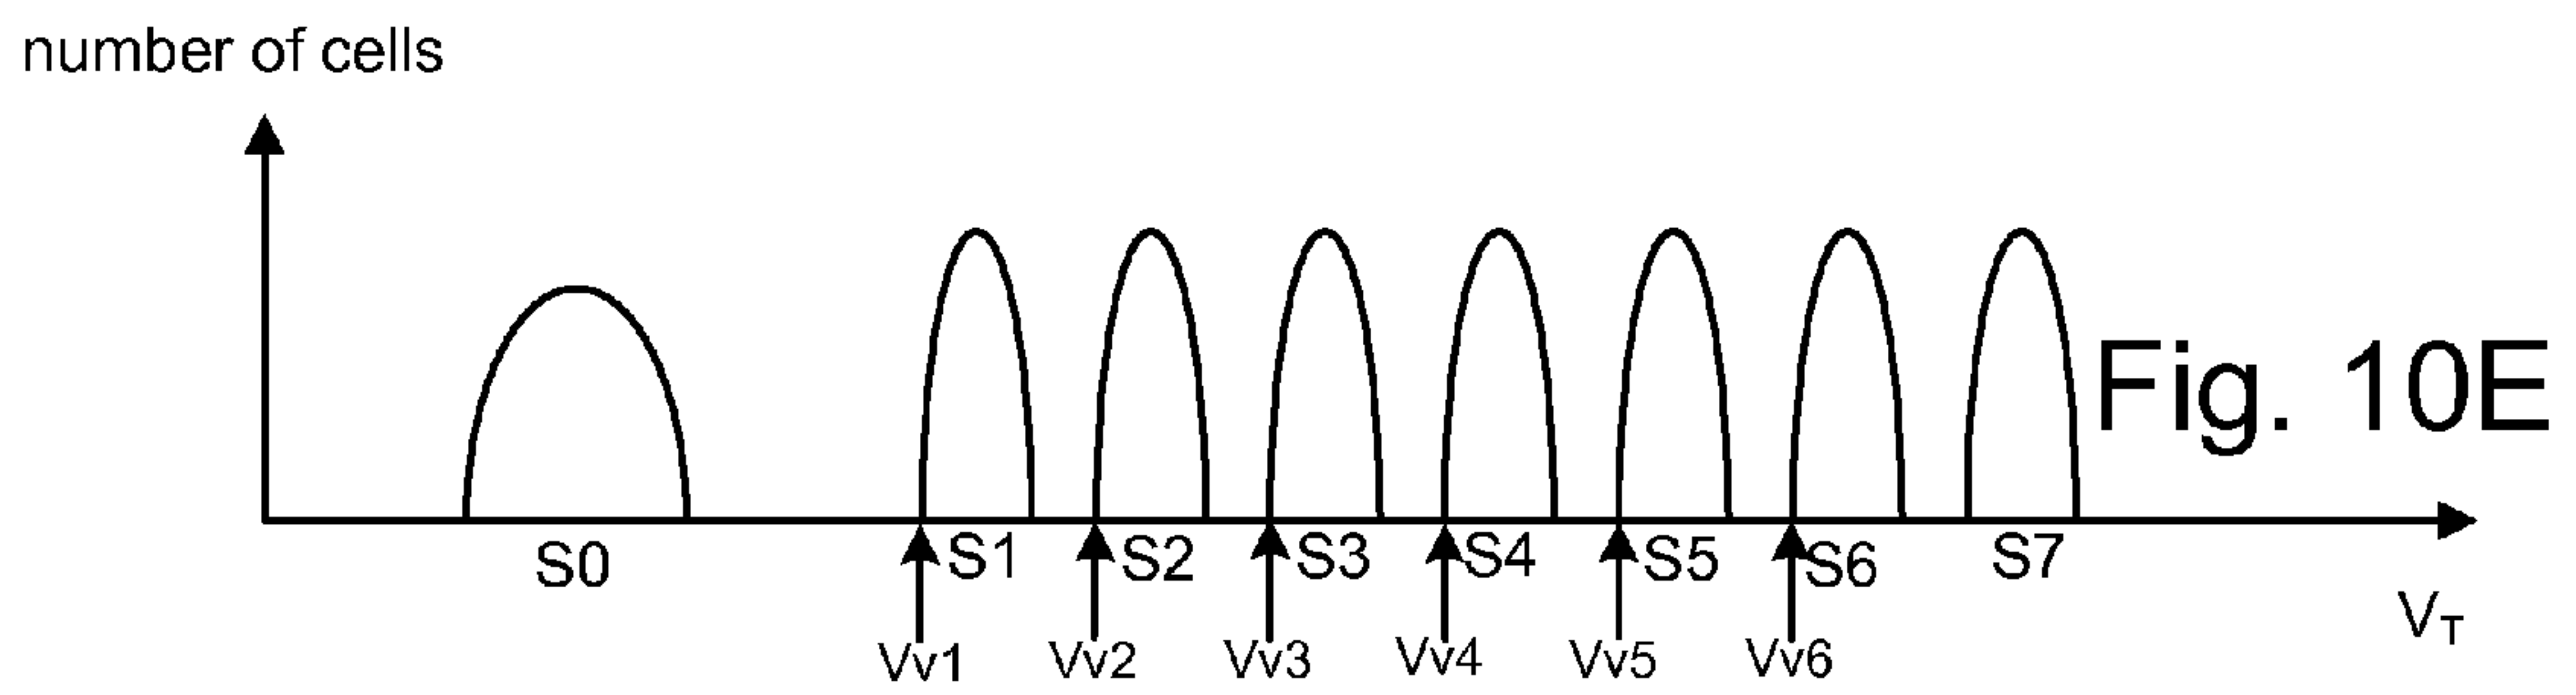 number of cells
Fig. 10E
S0 S1 S2 S3 S4 S5 S6 S7
V_T
Vv1 Vv2 Vv3 Vv4 Vv5 Vv6